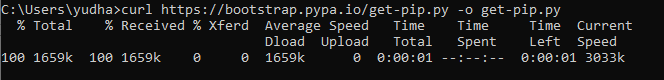 C:\Users\yudha>curl https://bootstrap.pypa.io/get-pip.py -o get-pip.py
  % Total    % Received % Xferd  Average Speed   Time    Time     Time  Current
                                 Dload  Upload   Total   Spent    Left  Speed
100 1659k  100 1659k    0     0  1659k      0  0:00:01 --:--:--  0:00:01 3033k